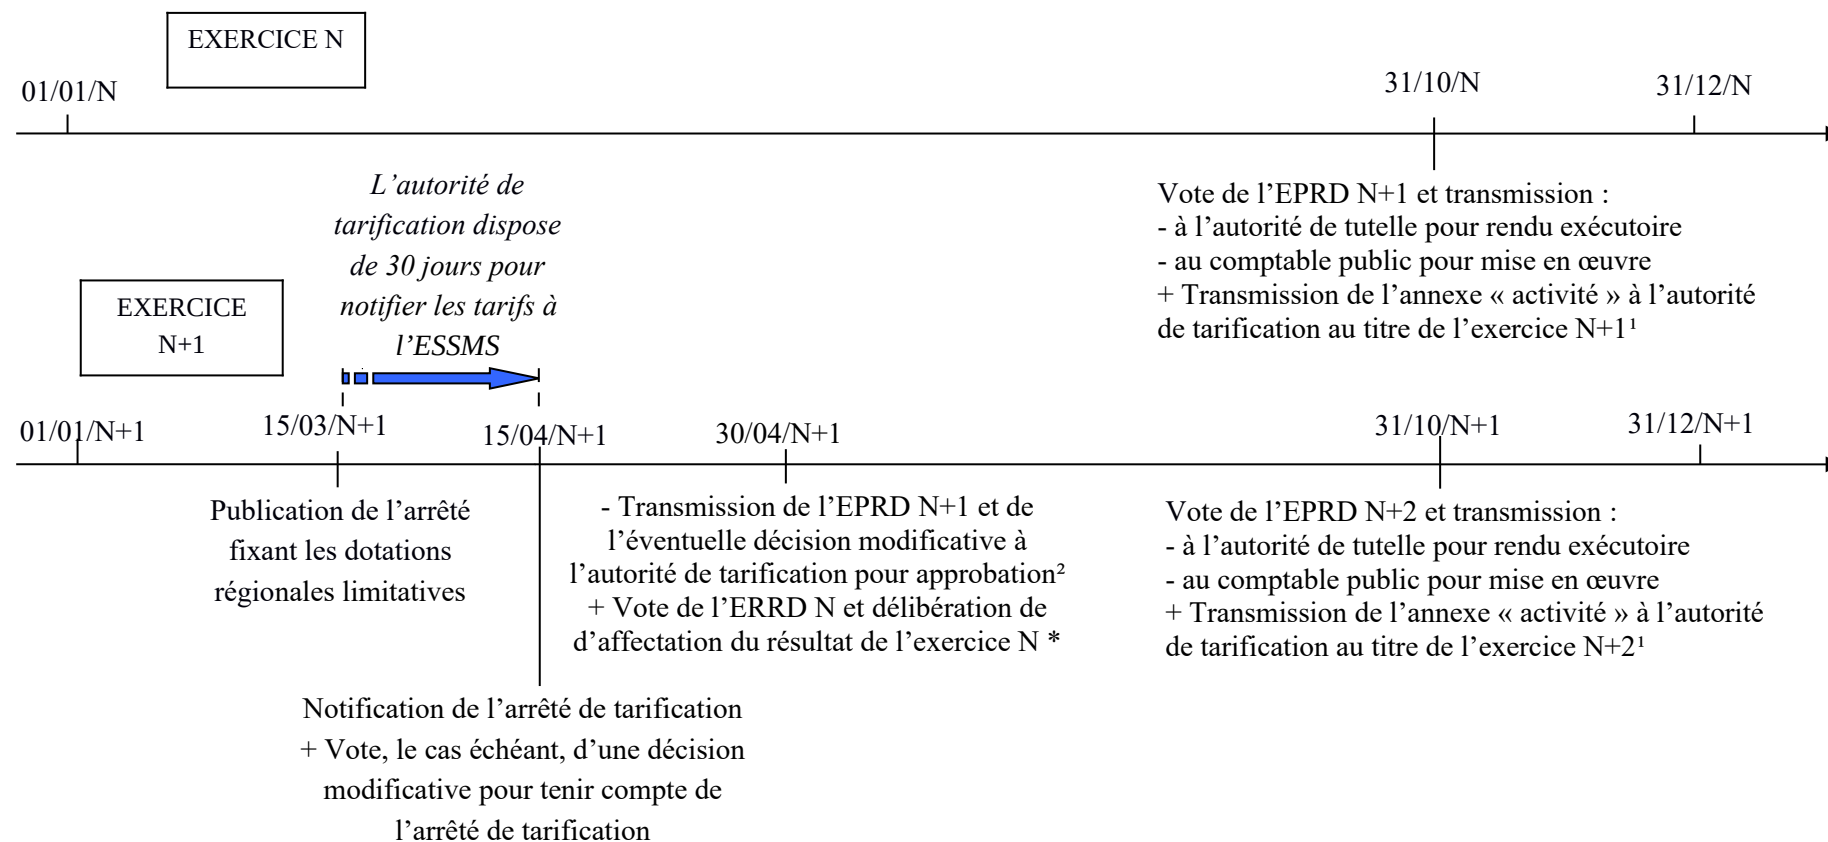 EXERCICE N
01/01/N
31/10/N
31/12/N
L’autorité de
tarification dispose
de 30 jours pour
notifier les tarifs à
l’ESSMS
Vote de l’EPRD N+1 et transmission :
- à l’autorité de tutelle pour rendu exécutoire
- au comptable public pour mise en œuvre
+ Transmission de l’annexe « activité » à l’autorité
de tarification au titre de l’exercice N+1¹
EXERCICE
N+1
01/01/N+1
15/03/N+1
15/04/N+1
30/04/N+1
31/10/N+1
31/12/N+1
Publication de l’arrêté
fixant les dotations
régionales limitatives
- Transmission de l’EPRD N+1 et de
l’éventuelle décision modificative à
l’autorité de tarification pour approbation²
+ Vote de l’ERRD N et délibération de
d’affectation du résultat de l’exercice N *
Vote de l’EPRD N+2 et transmission :
- à l’autorité de tutelle pour rendu exécutoire
- au comptable public pour mise en œuvre
+ Transmission de l’annexe « activité » à l’autorité
de tarification au titre de l’exercice N+2¹
Notification de l’arrêté de tarification
+ Vote, le cas échéant, d’une décision
modificative pour tenir compte de
l’arrêté de tarification